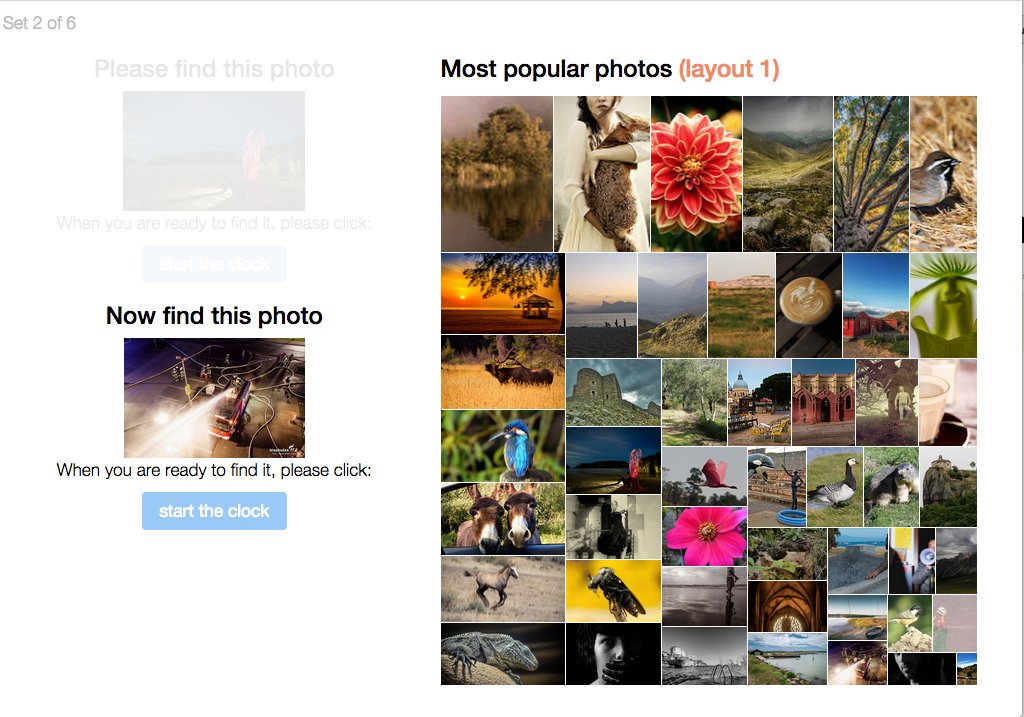 Set 2 of 6
Please find this photo
When you are ready to find it, please click:
start the clock
Now find this photo
When you are ready to find it, please click:
start the clock
Most popular photos (layout 1)